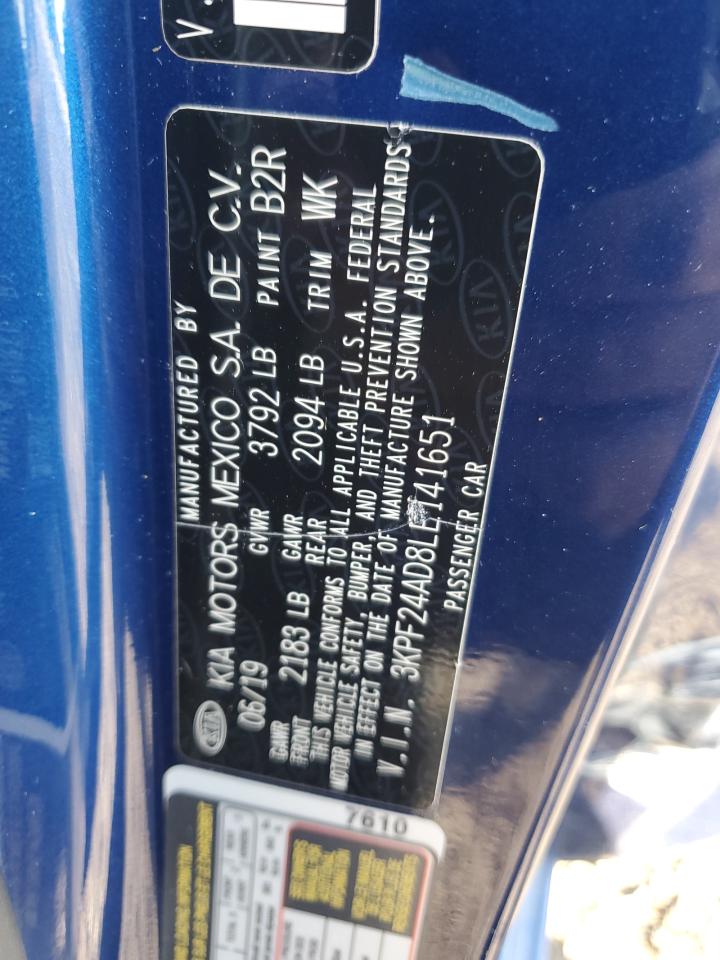 V.
MANUFACTURED BY
KIA KIA MOTORS MEXICO S.A. DE C.V.
06/19 GVWR 3792 LB PAINT B2R
GAWR FRONT 2183 LB GAWR REAR 2094 LB TRIM WK
THIS VEHICLE CONFORMS TO ALL APPLICABLE U.S.A. FEDERAL
MOTOR VEHICLE SAFETY, BUMPER, AND THEFT PREVENTION STANDARDS
IN EFFECT ON THE DATE OF MANUFACTURE SHOWN ABOVE.
V.I.N. 3KPF24AD8LE141651
PASSENGER CAR
7610